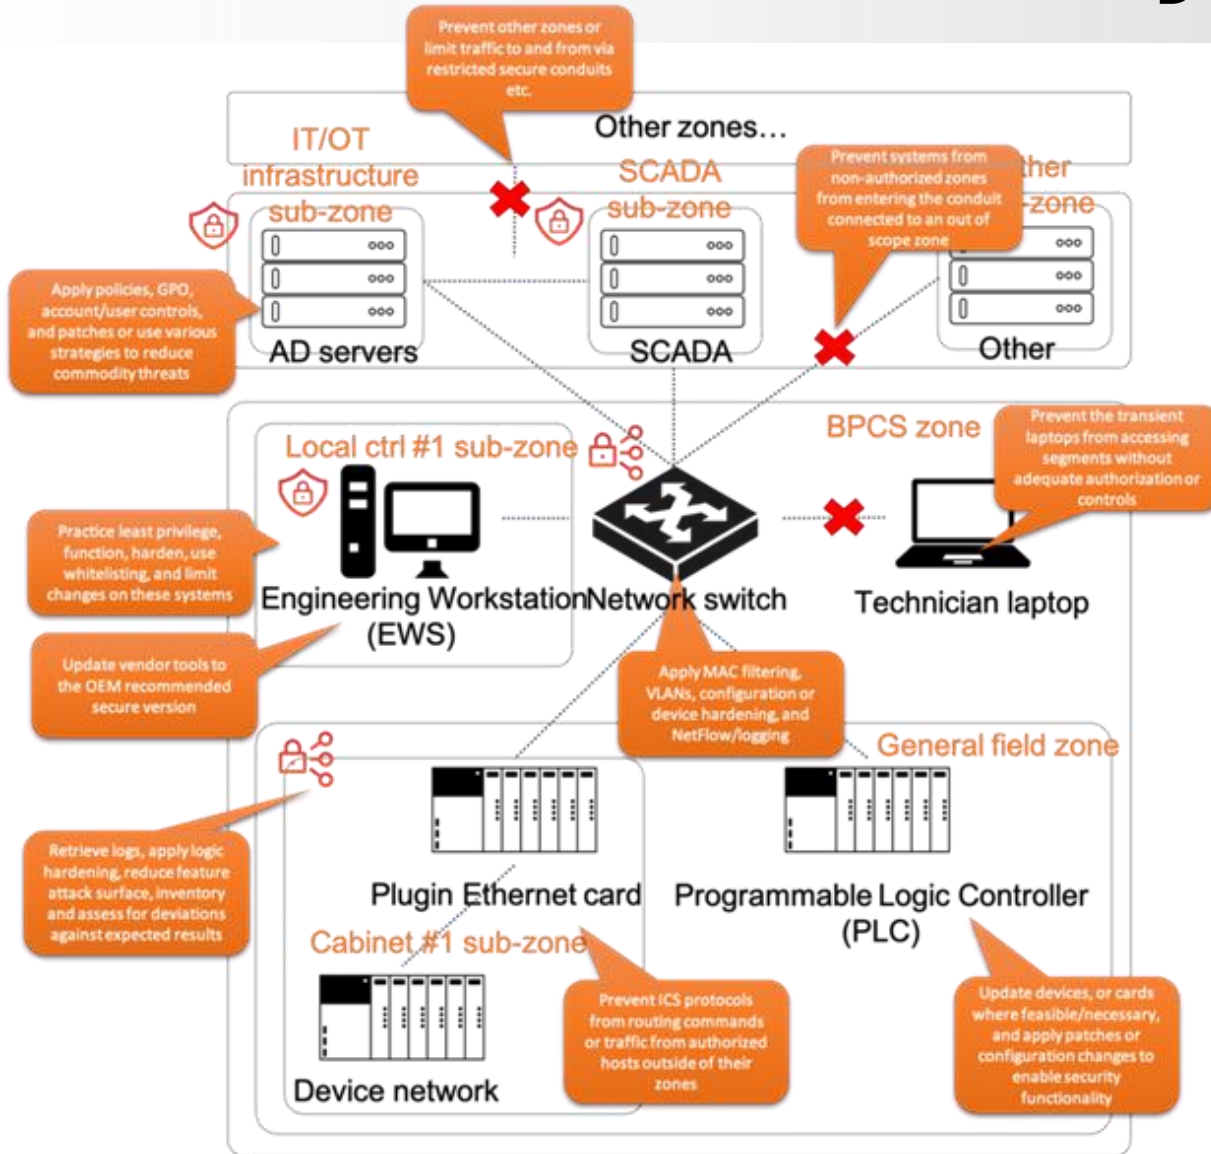 Prevent other zones or
limit traffic to and from via
restricted secure conduits
etc.
Other zones...
IT/OT
infrastructure
sub-zone
SCADA
sub-zone
Prevent systems from
non-authorized zones
from entering the conduit
connected to an out of
scope zone
ther
-zone
Apply policies, GPO,
account/user controls,
and patches or use various
strategies to reduce
commodity threats
AD servers
SCADA
Other
Local ctrl #1 sub-zone
BPCS zone
Prevent the transient
laptops from accessing
segments without
adequate authorization or
controls
Practice least privilege,
function, harden, use
whitelisting, and limit
changes on these systems
Engineering Workstation
(EWS)
Network switch
Technician laptop
Update vendor tools to
the OEM recommended
secure version
Apply MAC filtering,
VLANs, configuration or
device hardening, and
NetFlow/logging
General field zone
Retrieve logs, apply logic
hardening, reduce feature
attack surface, inventory
and assess for deviations
against expected results
Plugin Ethernet card
Programmable Logic Controller
(PLC)
Cabinet #1 sub-zone
Prevent ICS protocols
from routing commands
or traffic from authorized
hosts outside of their
zones
Update devices, or cards
where feasible/necessary,
and apply patches or
configuration changes to
enable security
functionality
Device network